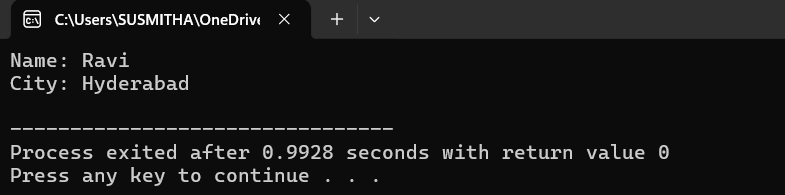 C:\Users\SUSMITHA\OneDrive
Name: Ravi
City: Hyderabad
--------------------------------
Process exited after 0.9928 seconds with return value 0
Press any key to continue . . .